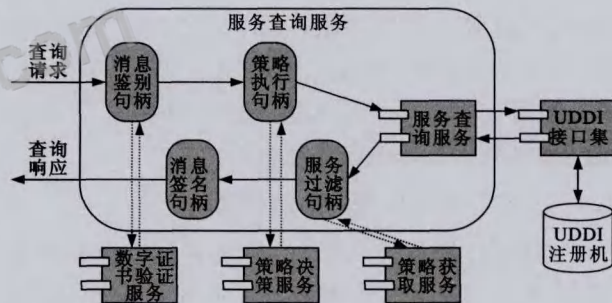 服务查询服务
查询
请求
消息
鉴别
句柄
策略
执行
句柄
服务查
询服务
UDDI
接口集
查询
响应
消息
签名
句柄
服务
过滤
句柄
数字证
书验证
服务
策略决
策服务
策略获
取服务
UDDI
注册机